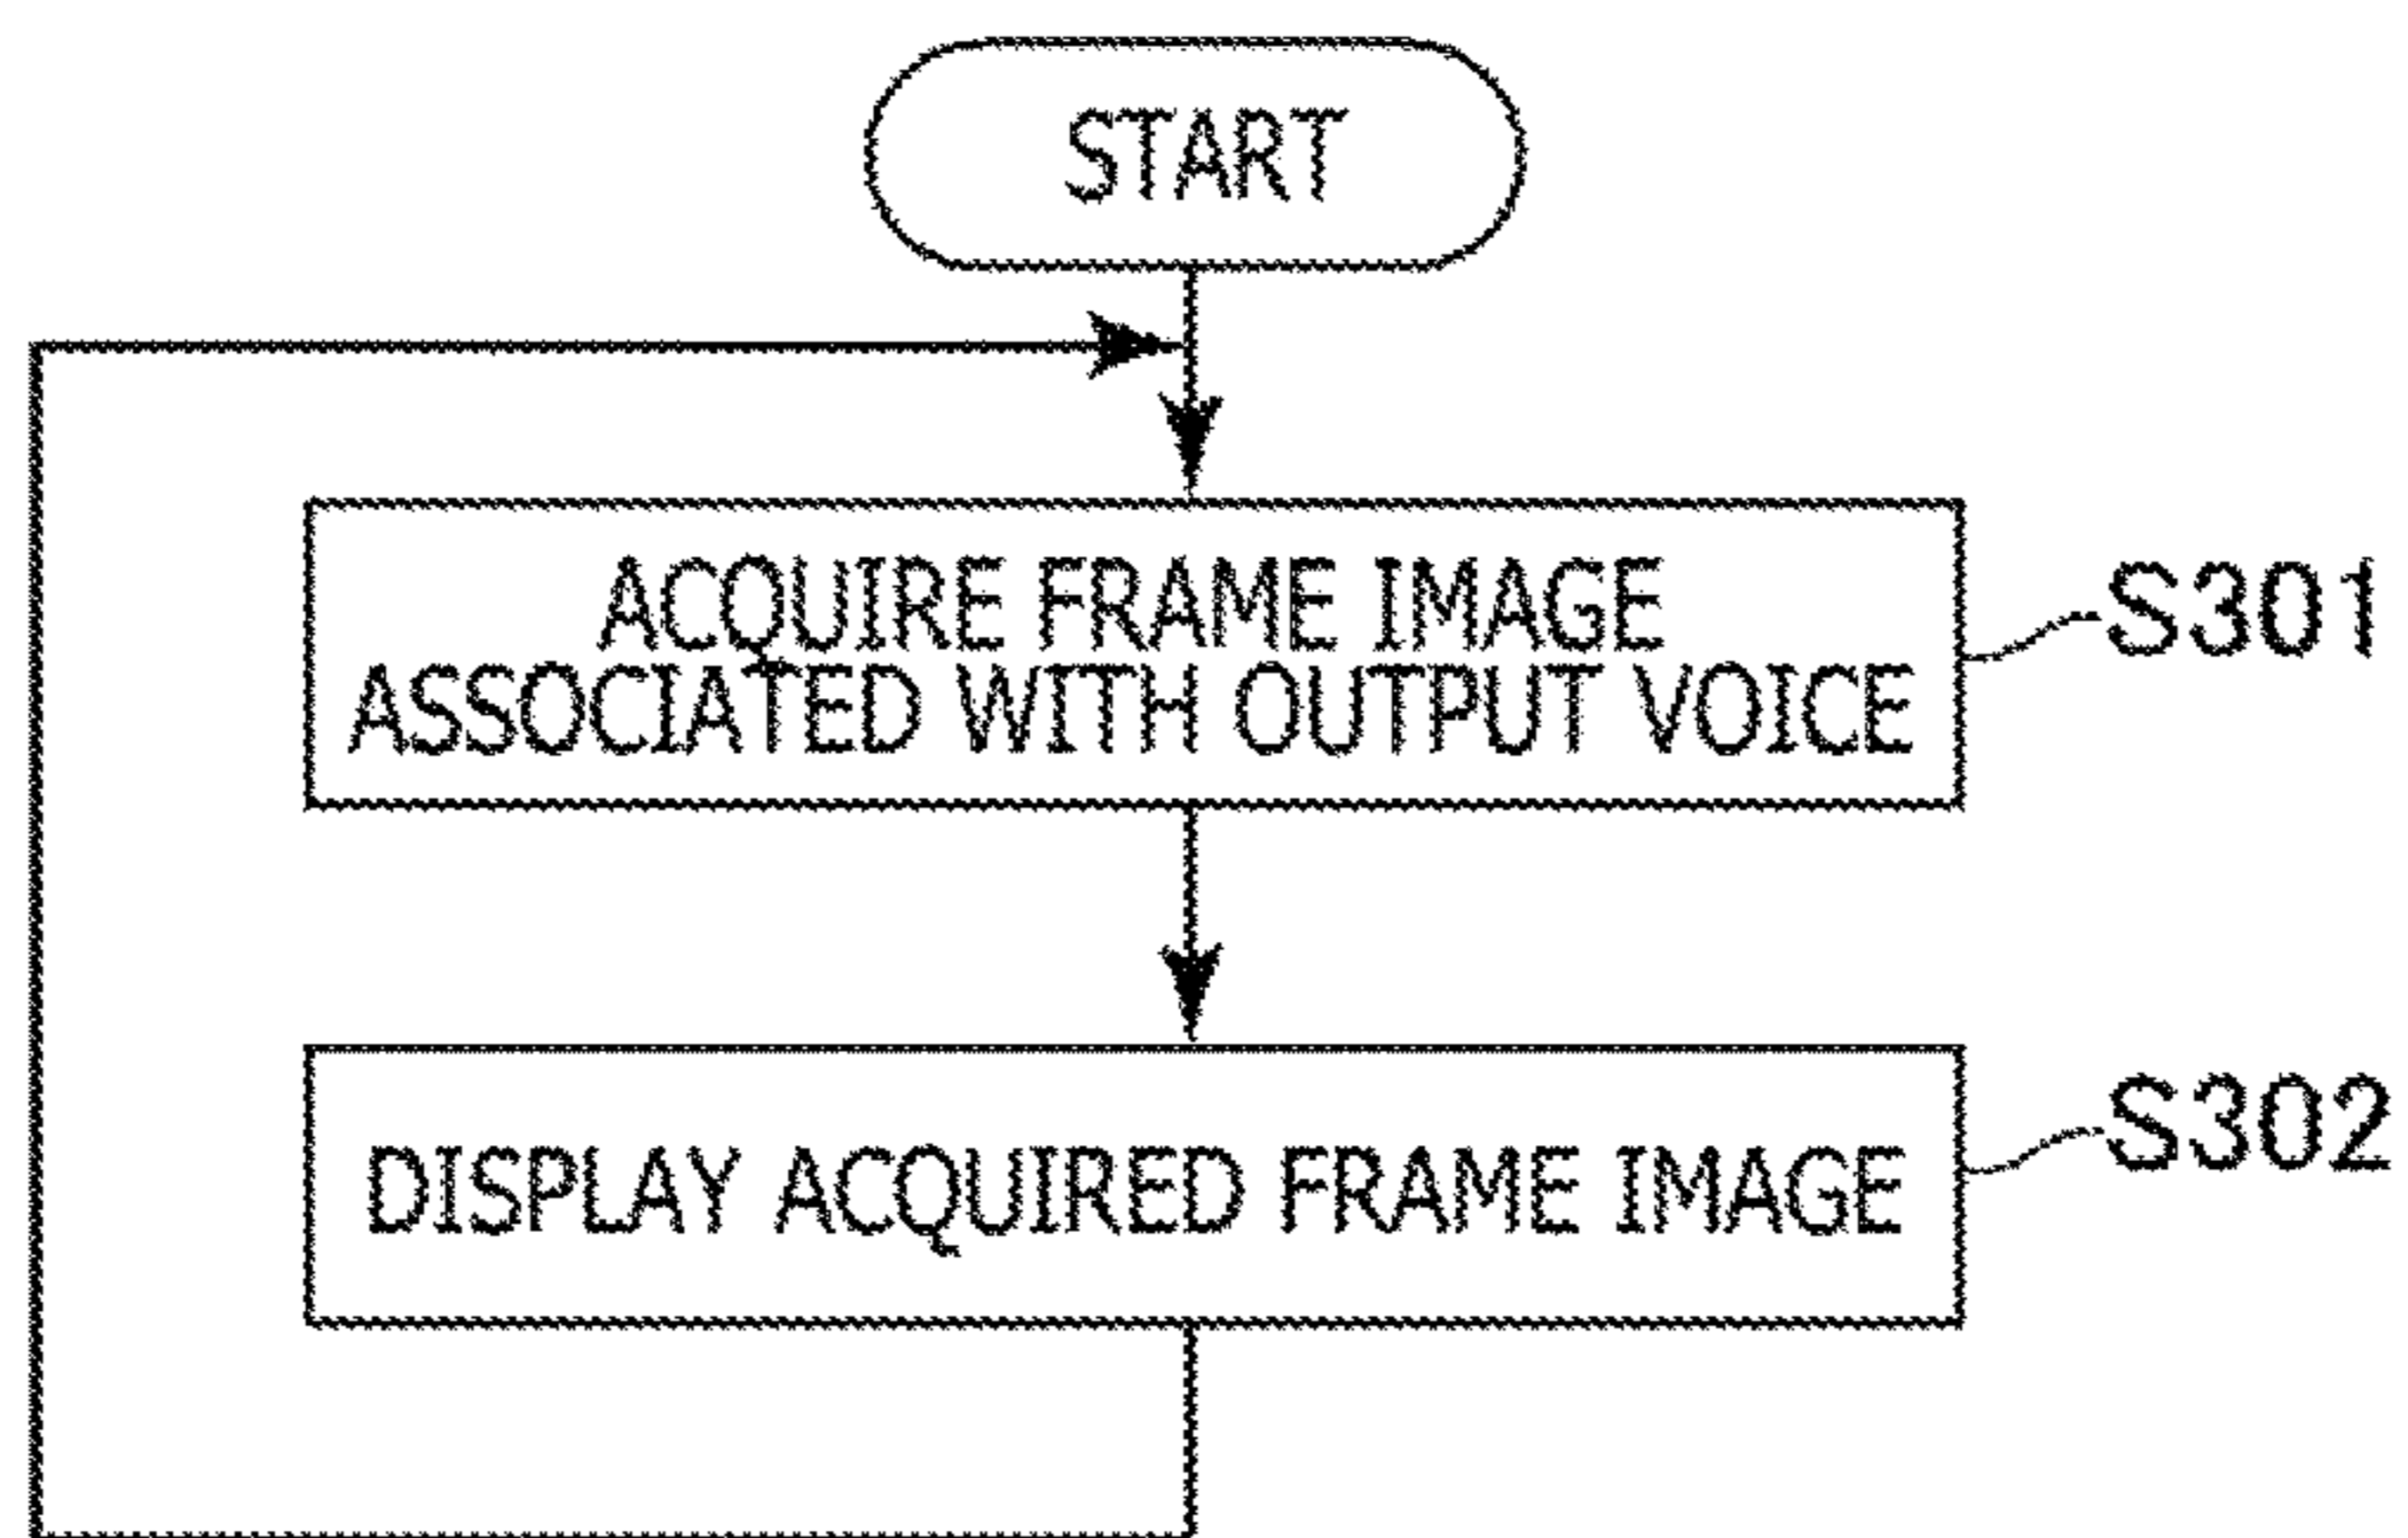 START
ACQUIRE FRAME IMAGE
ASSOCIATED WITH OUTPUT VOICE
S301
DISPLAY ACQUIRED FRAME IMAGE
S302